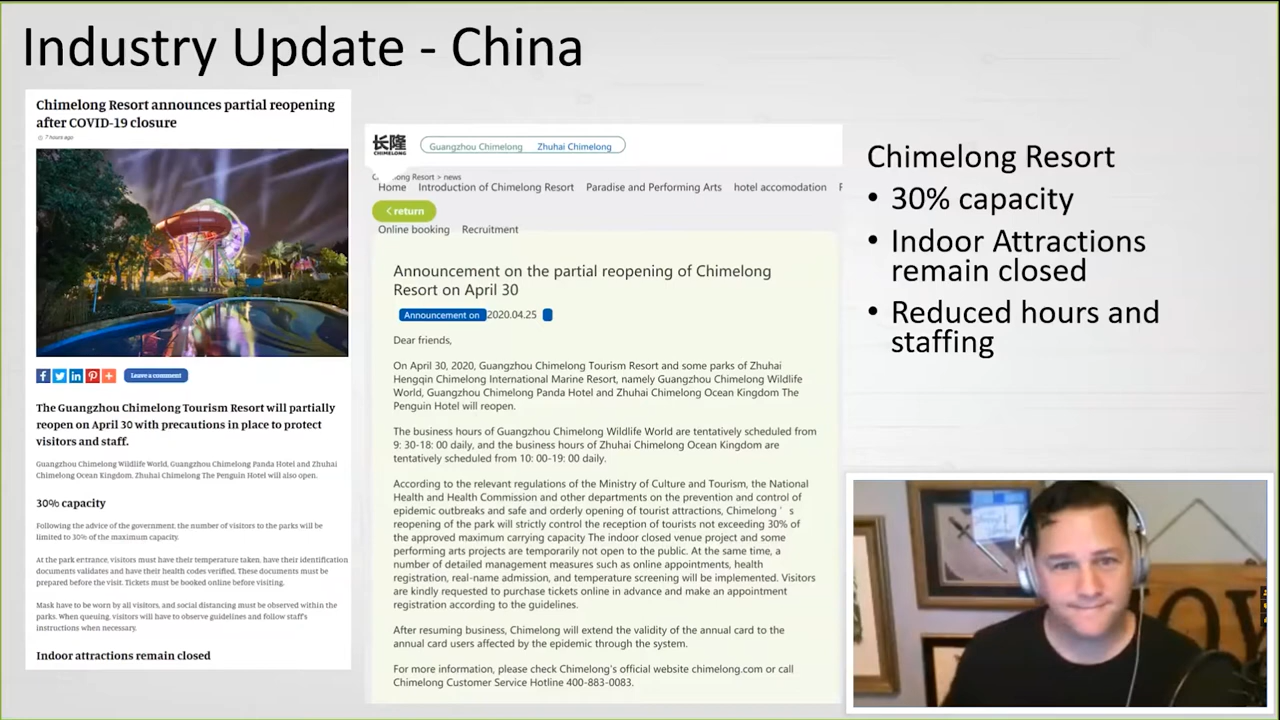 Industry Update - China
Chimelong Resort announces partial reopening
after COVID-19 closure
7 hours ago
Leave a comment
The Guangzhou Chimelong Tourism Resort will partially
reopen on April 30 with precautions in place to protect
visitors and staff.
Guangzhou Chimelong Wildlife World, Guangzhou Chimelong Panda Hotel and Zhuhai
Chimelong Ocean Kingdom, Zhuhai Chimelong The Penguin Hotel will also open.
30% capacity
Following the advice of the government, the number of visitors to the parks will be
limited to 30% of the maximum capacity.
At the park entrance, visitors must have their temperature taken, have their identification
documents validates and have their health codes verified. These documents must be
prepared before the visit. Tickets must be booked online before visiting.
Mask have to be worn by all visitors, and social distancing must be observed within the
parks. When queuing, visitors will have to observe guidelines and follow staff's
instructions when necessary.
Indoor attractions remain closed
长隆
CHIMELONG
Guangzhou Chimelong Zhuhai Chimelong
ong Resort > news
Home Introduction of Chimelong Resort Paradise and Performing Arts hotel accomodation
return
Online booking Recruitment
Announcement on the partial reopening of Chimelong
Resort on April 30
Announcement on 2020.04.25
Dear friends,
On April 30, 2020, Guangzhou Chimelong Tourism Resort and some parks of Zhuhai
Hengqin Chimelong International Marine Resort, namely Guangzhou Chimelong Wildlife
World, Guangzhou Chimelong Panda Hotel and Zhuhai Chimelong Ocean Kingdom The
Penguin Hotel will reopen.
The business hours of Guangzhou Chimelong Wildlife World are tentatively scheduled from
9: 30-18: 00 daily, and the business hours of Zhuhai Chimelong Ocean Kingdom are
tentatively scheduled from 10: 00-19: 00 daily.
According to the relevant regulations of the Ministry of Culture and Tourism, the National
Health and Health Commission and other departments on the prevention and control of
epidemic outbreaks and safe and orderly opening of tourist attractions, Chimelong ' s
reopening of the park will strictly control the reception of tourists not exceeding 30% of
the approved maximum carrying capacity The indoor closed venue project and some
performing arts projects are temporarily not open to the public. At the same time, a
number of detailed management measures such as online appointments, health
registration, real-name admission, and temperature screening will be implemented. Visitors
are kindly requested to purchase tickets online in advance and make an appointment
registration according to the guidelines.
After resuming business, Chimelong will extend the validity of the annual card to the
annual card users affected by the epidemic through the system.
For more information, please check Chimelong's official website chimelong.com or call
Chimelong Customer Service Hotline 400-883-0083.
Chimelong Resort
• 30% capacity
• Indoor Attractions
remain closed
• Reduced hours and
staffing